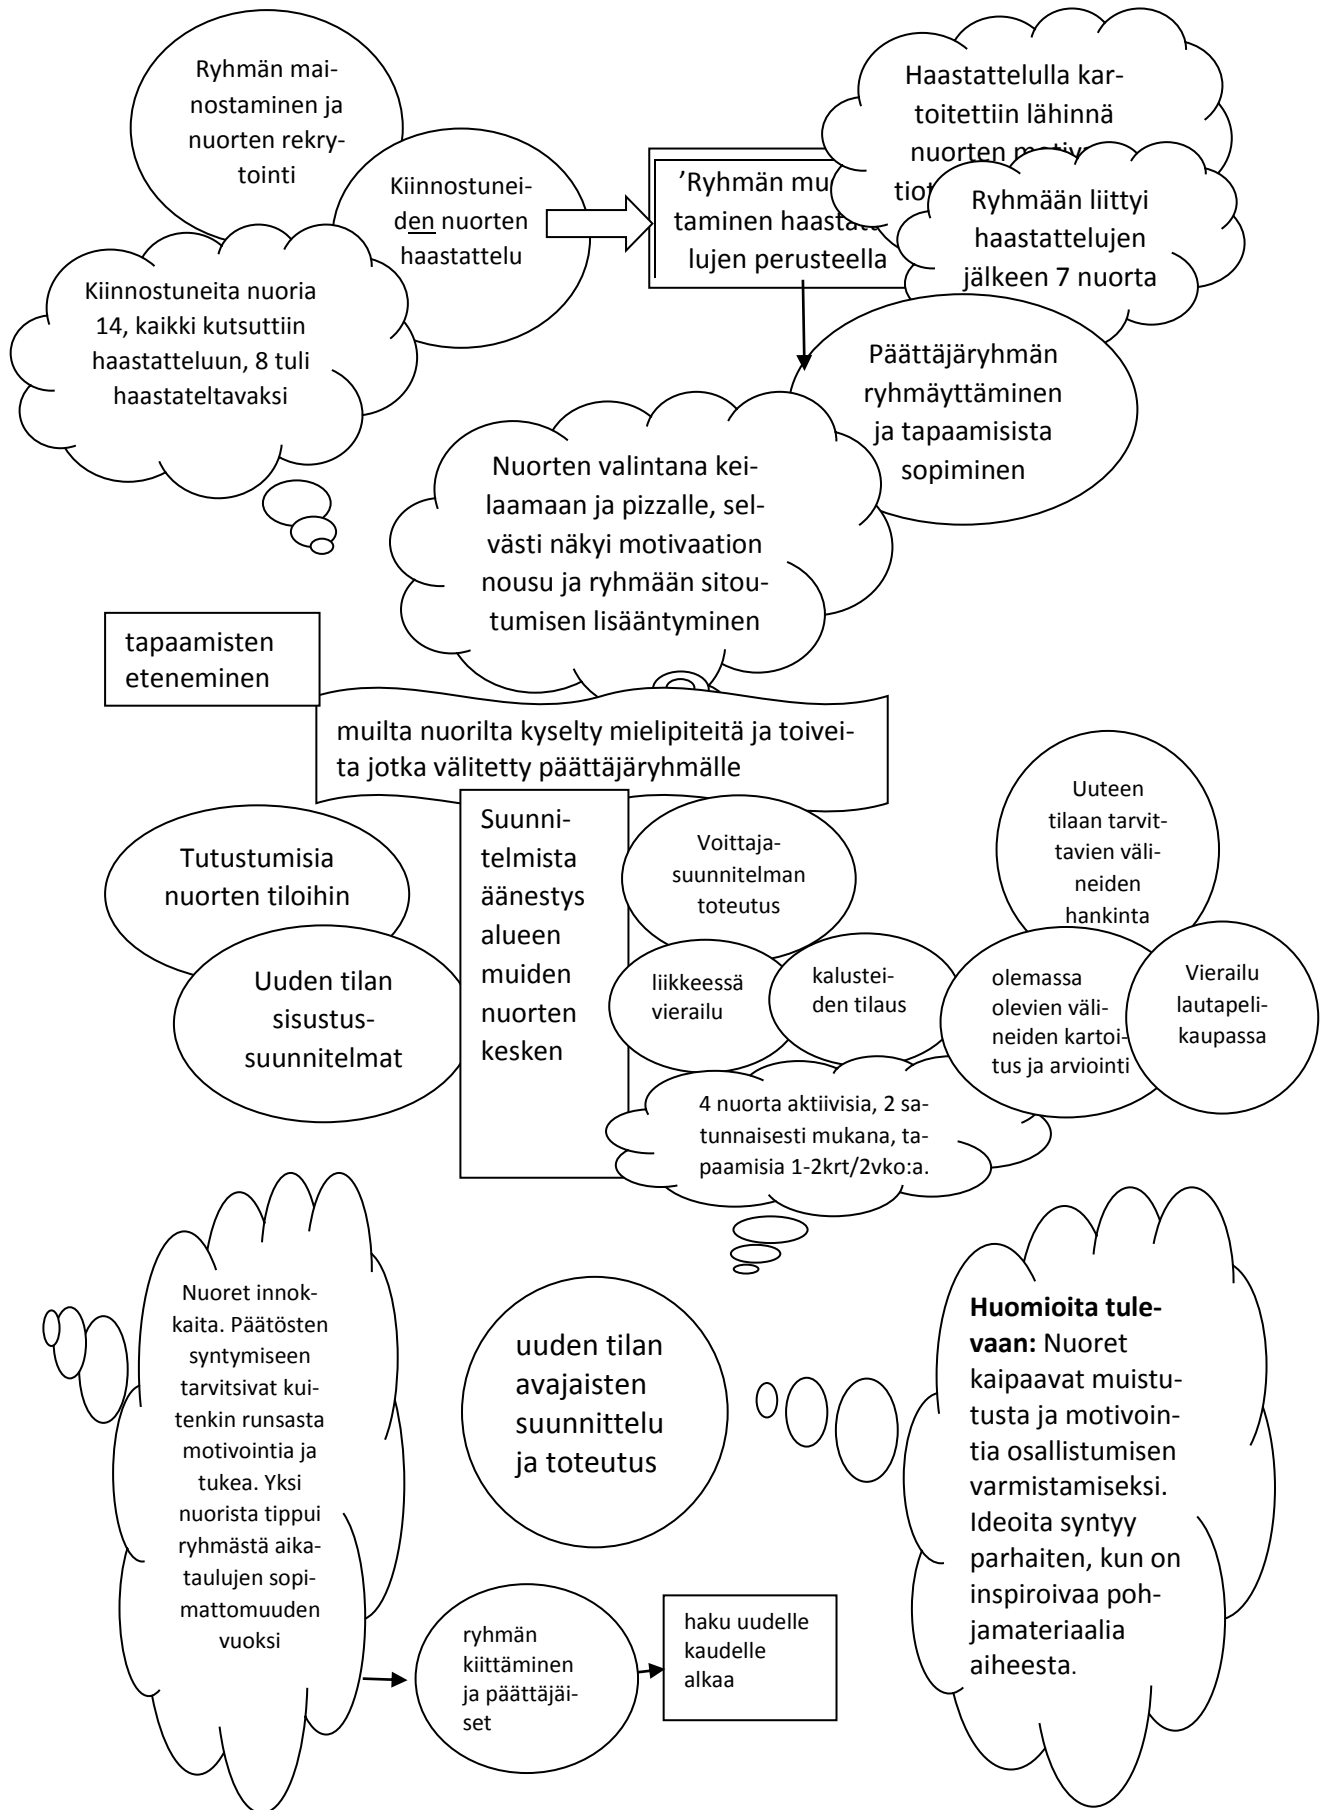 Ryhmän mai-
nostaminen ja
nuorten rekry-
tointi
Kiinnostunei-
den nuorten
haastattelu
Kiinnostuneita nuoria
14, kaikki kutsuttiin
haastatteluun, 8 tuli
haastateltavaksi
'Ryhmän
taminen
lujen perusteella
Haastattelulla kar-
toitettiin lähinnä
nuorten
Ryhmään liittyi
haastattelujen
jälkeen 7 nuorta
Päättäjäryhmän
ryhmäyttäminen
ja tapaamisista
sopiminen
Nuorten valintana kei-
laamaan ja pizzalle, sel-
västi näkyi motivaation
nousu ja ryhmään sitou-
tumisen lisääntyminen
tapaamisten
eteneminen
muilta nuorilta kyselty mielipiteitä ja toivei-
ta jotka välitetty päättäjäryhmälle
Tutustumisia
nuorten tiloihin
Uuden tilan
sisustus-
suunnitelmat
Suunni-
telmista
äänestys
alueen
muiden
nuorten
kesken
Voittaja-
suunnitelman
toteutus
liikkeessä
vierailu
kalustei-
den tilaus
Uuteen
tilaan tarvit-
tavien väli-
neiden
hankinta
olemassa
olevien väli-
neiden kartoi-
tus ja arviointi
Vierailu
lautapeli-
kaupassa
4 nuorta aktiivisia, 2 sa-
tunnaisesti mukana, ta-
paamisia 1-2krt/2vko:a.
Nuoret innok-
kaita. Päätösten
syntymiseen
tarvitsivat kui-
tenkin runsasta
motivointia ja
tukea. Yksi
nuorista tippui
ryhmästä aika-
taulujen sopi-
mattomuuden
vuoksi
uuden tilan
avajaisten
suunnittelu
ja toteutus
Huomioita tule-
vaan: Nuoret
kaipaavat muistu-
tusta ja motivoin-
tia osallistumisen
varmistamiseksi.
Ideoita syntyy
parhaiten, kun on
inspiroivaa poh-
jamateriaalia
aiheesta.
ryhmän
kiittäminen
ja päättäjäi-
set
haku uudelle
kaudelle
alkaa